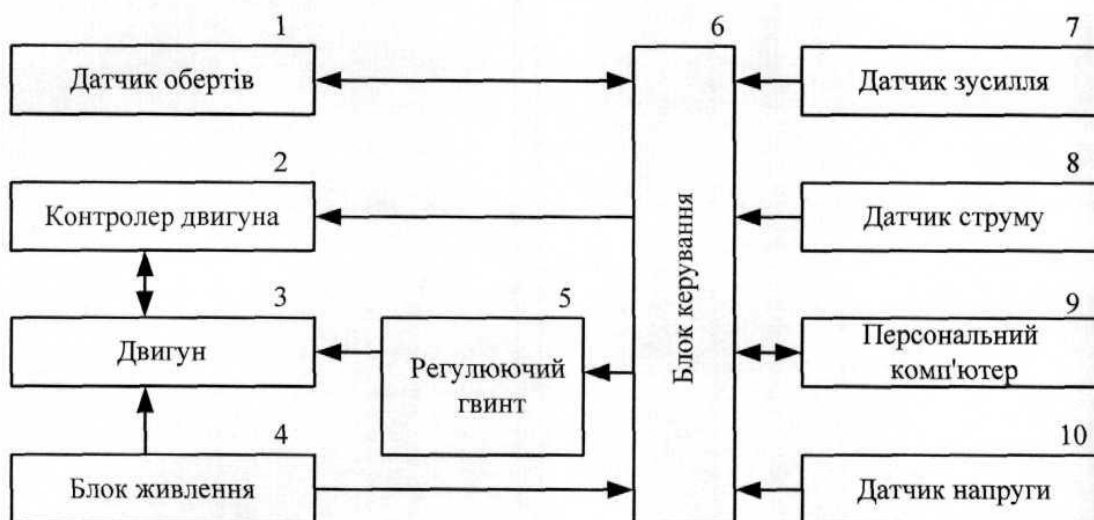 1
Датчик обертів
2
Контролер двигуна
3
Двигун
4
Блок живлення
5
Регулюючий
гвинт
6
Блок керування
7
Датчик зусилля
8
Датчик струму
9
Персональний
комп'ютер
10
Датчик напруги